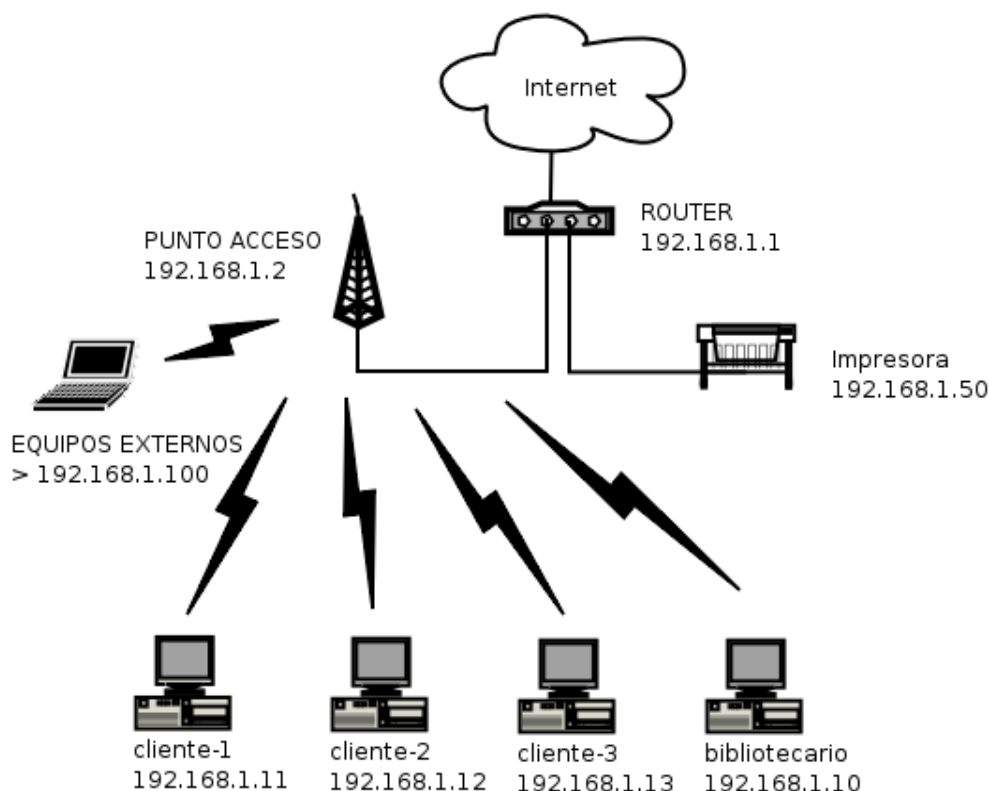 Internet
ROUTER
192.168.1.1
PUNTO ACCESO
192.168.1.2
Impresora
192.168.1.50
EQUIPOS EXTERNOS
> 192.168.1.100
cliente-1
192.168.1.11
cliente-2
192.168.1.12
cliente-3
192.168.1.13
bibliotecario
192.168.1.10